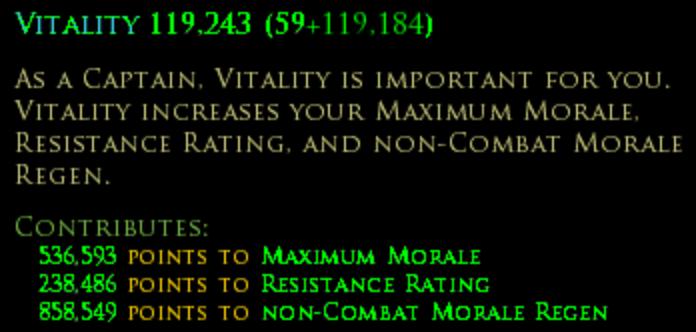 Vitality 119,243 (59+119,184)
As a Captain, Vitality is important for you.
Vitality increases your Maximum Morale,
Resistance Rating, and non-Combat Morale
Regen.
Contributes:
536,593 points to Maximum Morale
238,486 points to Resistance Rating
858,549 points to non-Combat Morale Regen